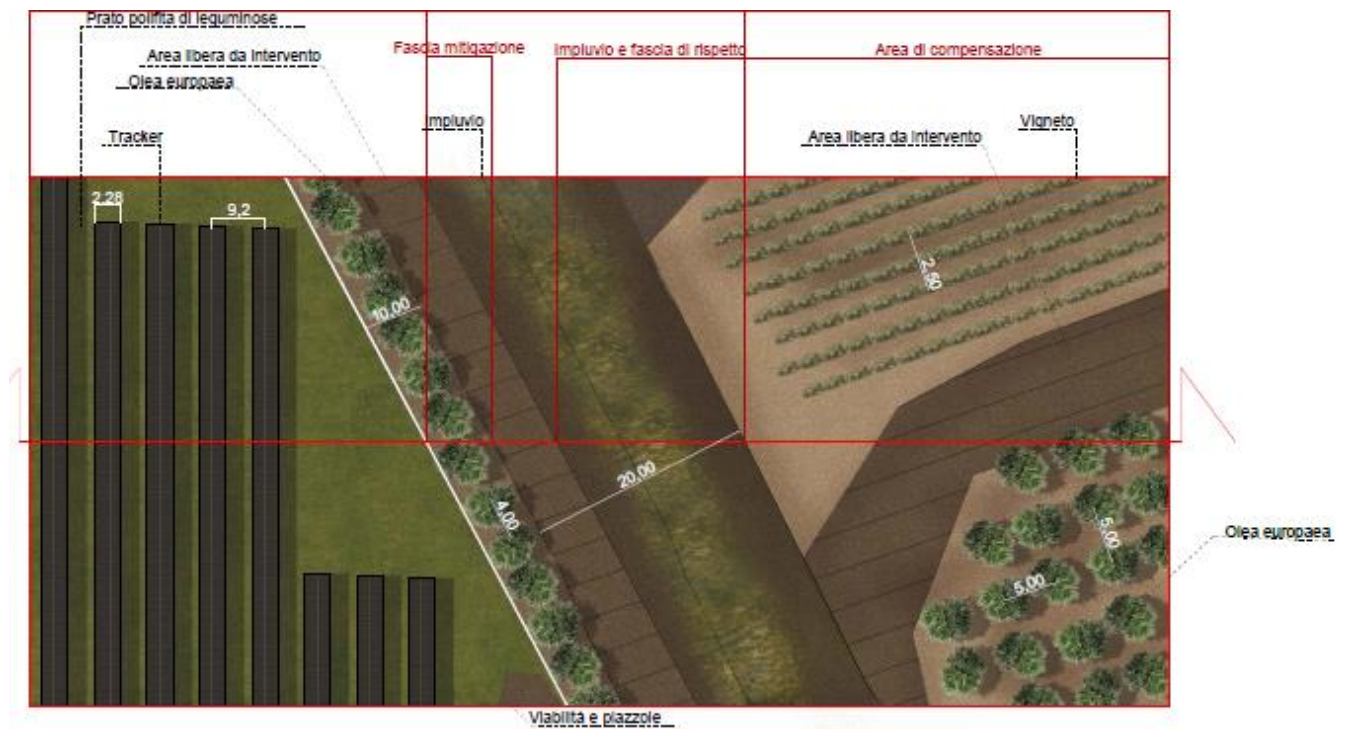 Prato polifita di leguminose
Area libera da intervento
Olea europaea
Tracker
Fascia mitigazione
Impluvio e fascia di rispetto
Area di compensazione
Impluvio
Area libera da intervento
Vigneto
2,28
9,2
10,00
2,50
20,00
4,00
5,00
5,00
Olea europaea
Viabilità e piazzole